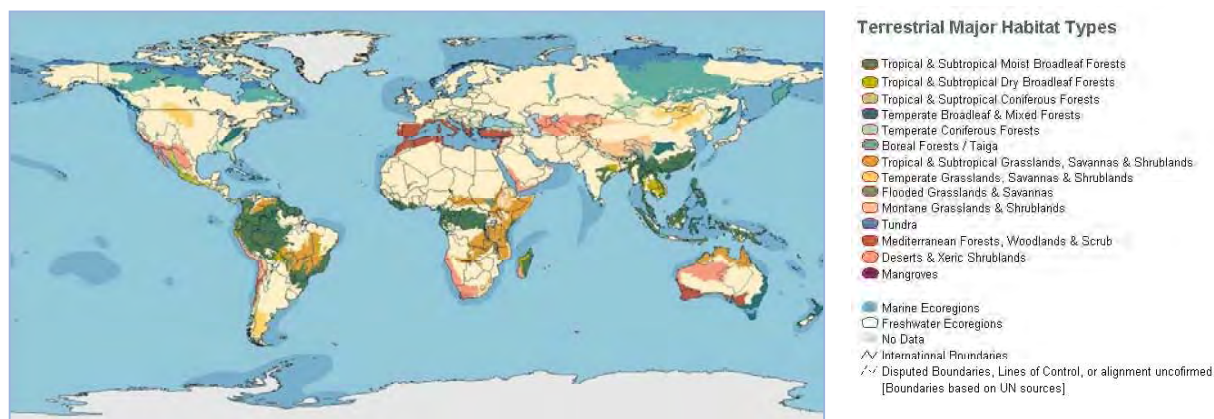 Terrestrial Major Habitat Types
Tropical & Subtropical Moist Broadleaf Forests
Tropical & Subtropical Dry Broadleaf Forests
Tropical & Suptropical Coniferous Forests
Temperate Broadleaf & Mixed Forests
Temperate Coniferous Forests
Boreal Forests / Taiga
Tropical & Subtropical Grasslands, Savannas & Shrublands
Temperate Grasslands, Savannas & Shrublands
Flooded Grasslands & Savannas
Montane Grasslands & Shrublands
Tundra
Mediterranean Forests, Woodlands & Scrub
Deserts & Xeric Shrublands
Mangroves
Marine Ecoregions
Freshwater Ecoregions
No Data
International Boundaries
Disputed Boundaries, Lines of Control, or alignment uncofirmed
[Boundaries based on UN sources]